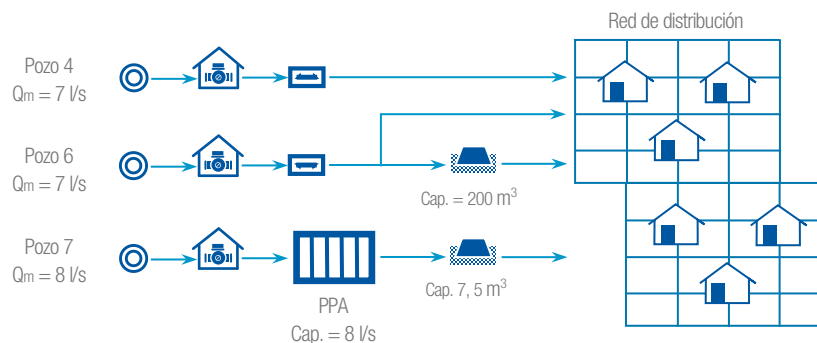 Red de distribución
Pozo 4
Qm = 7 l/s
Pozo 6
Qm = 7 l/s
Cap. = 200 m³
Pozo 7
Qm = 8 l/s
Cap. 7, 5 m³
PPA
Cap. = 8 l/s